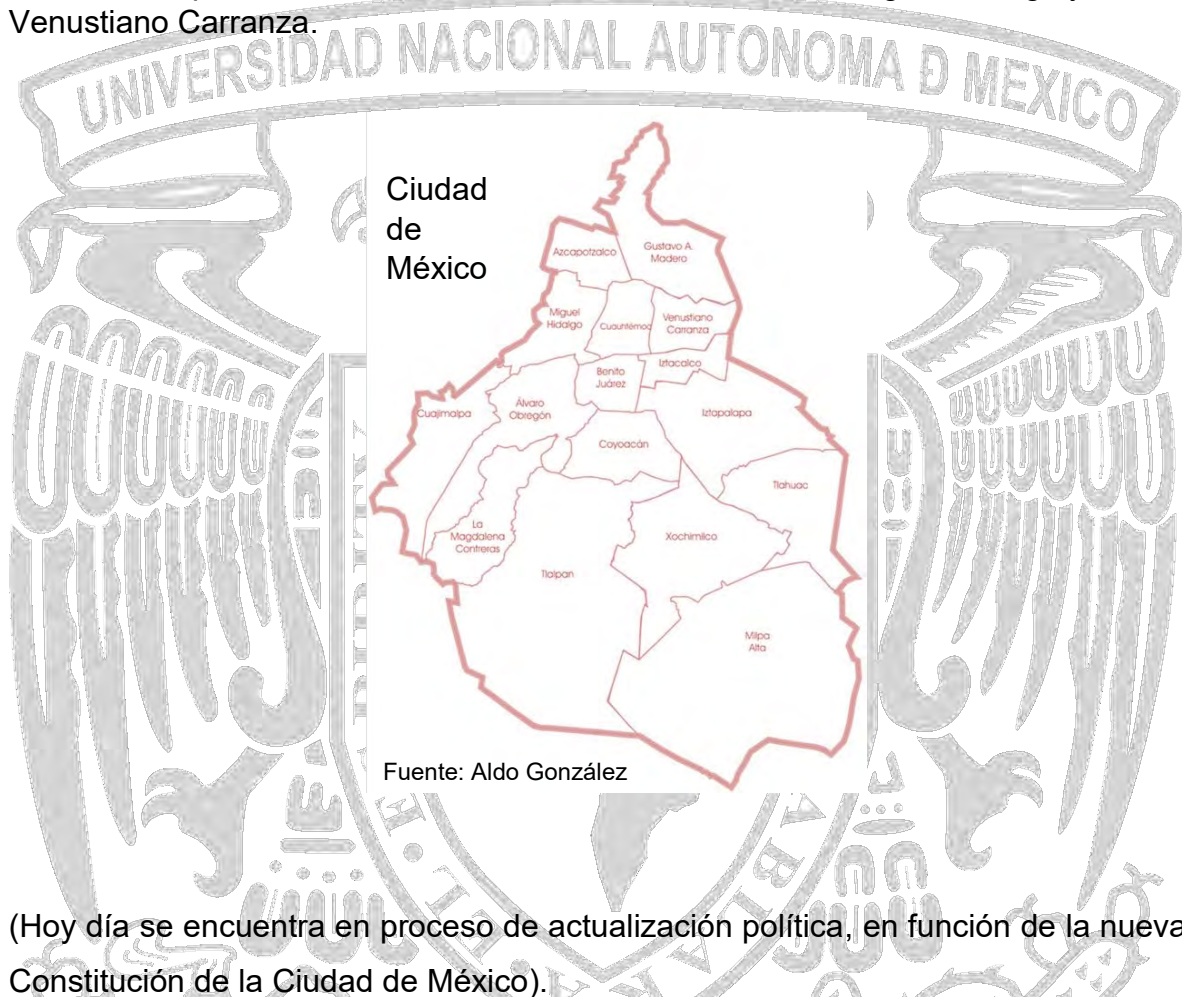 Venustiano Carranza.
UNIVERSIDAD NACIONAL AUTONOMA D MEXICO
Ciudad
de
México
Azcapotzalco
Gustavo A.
Madero
Miguel
Hidalgo
Cuauhtémoc
Venustiano
Carranza
Benito
Juárez
Iztacalco
Cuajimalpa
Álvaro
Obregón
Iztapalapa
Coyoacán
Tlahuac
La
Magdalena
Contreras
Xochimilco
Tlalpan
Milpa
Alta
Fuente: Aldo González
(Hoy día se encuentra en proceso de actualización política, en función de la nueva
Constitución de la Ciudad de México).